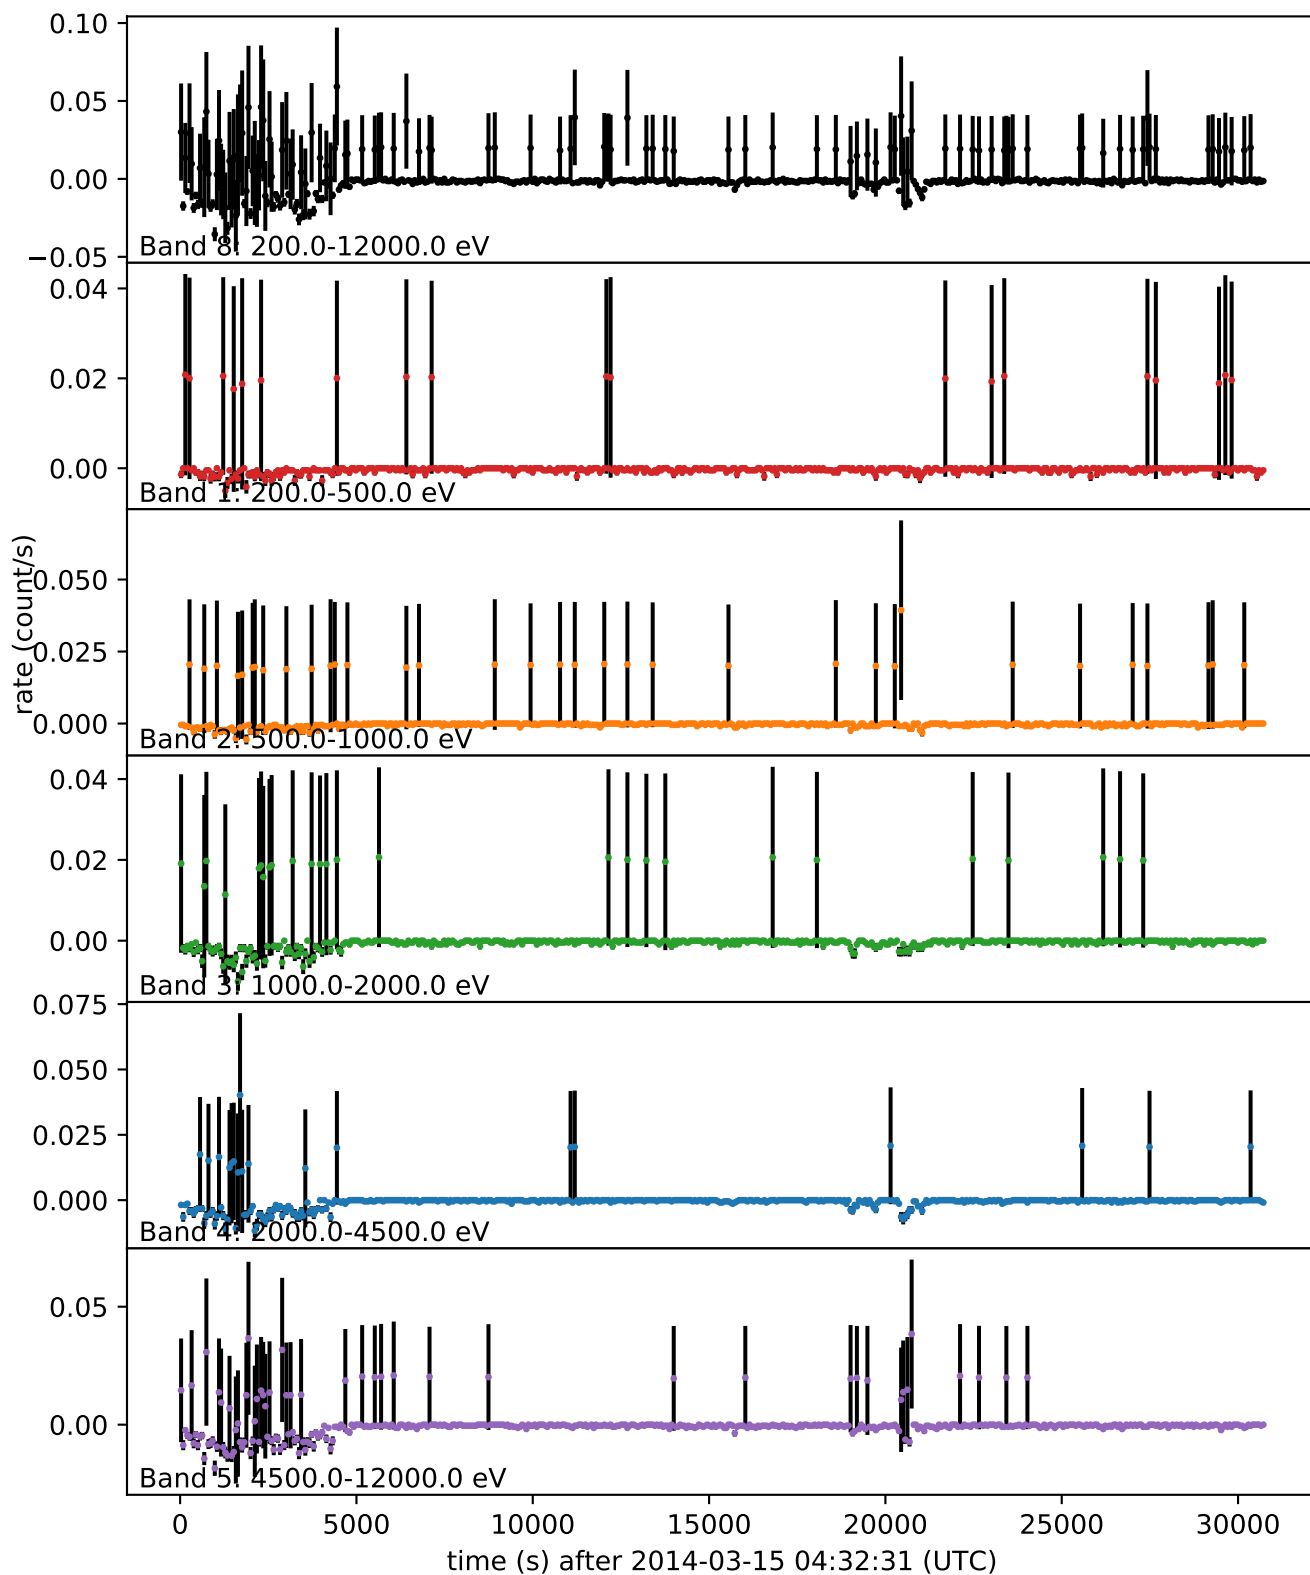 0.10
0.05
0.00
−0.05
Band 8: 200.0-12000.0 eV
0.04
0.02
0.00
Band 1: 200.0-500.0 eV
rate (count/s)
0.050
0.025
0.000
Band 2: 500.0-1000.0 eV
0.04
0.02
0.00
Band 3: 1000.0-2000.0 eV
0.075
0.050
0.025
0.000
Band 4: 2000.0-4500.0 eV
0.05
0.00
Band 5: 4500.0-12000.0 eV
0 5000 10000 15000 20000 25000 30000
time (s) after 2014-03-15 04:32:31 (UTC)